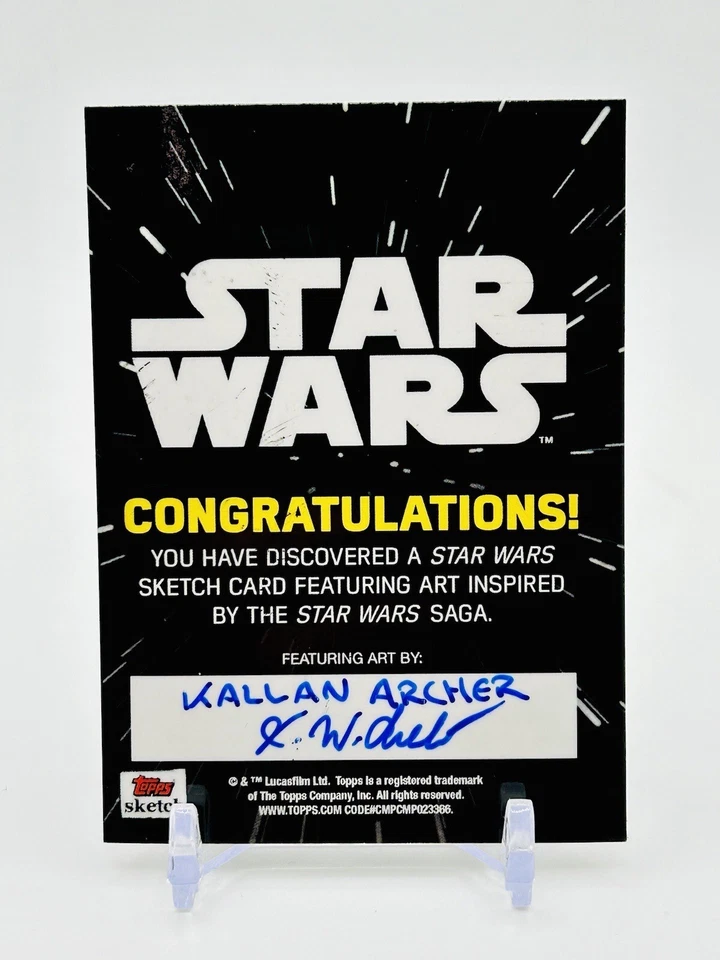 STAR
WARS
TM
CONGRATULATIONS!
YOU HAVE DISCOVERED A STAR WARS
SKETCH CARD FEATURING ART INSPIRED
BY THE STAR WARS SAGA.
FEATURING ART BY:
KALLAN ARCHER
K. W.
© & ™ Lucasfilm Ltd. Topps is a registered trademark
of The Topps Company, Inc. All rights reserved.
WWW.TOPPS.COM CODE#CMPCMP023366.
Topps
sketch